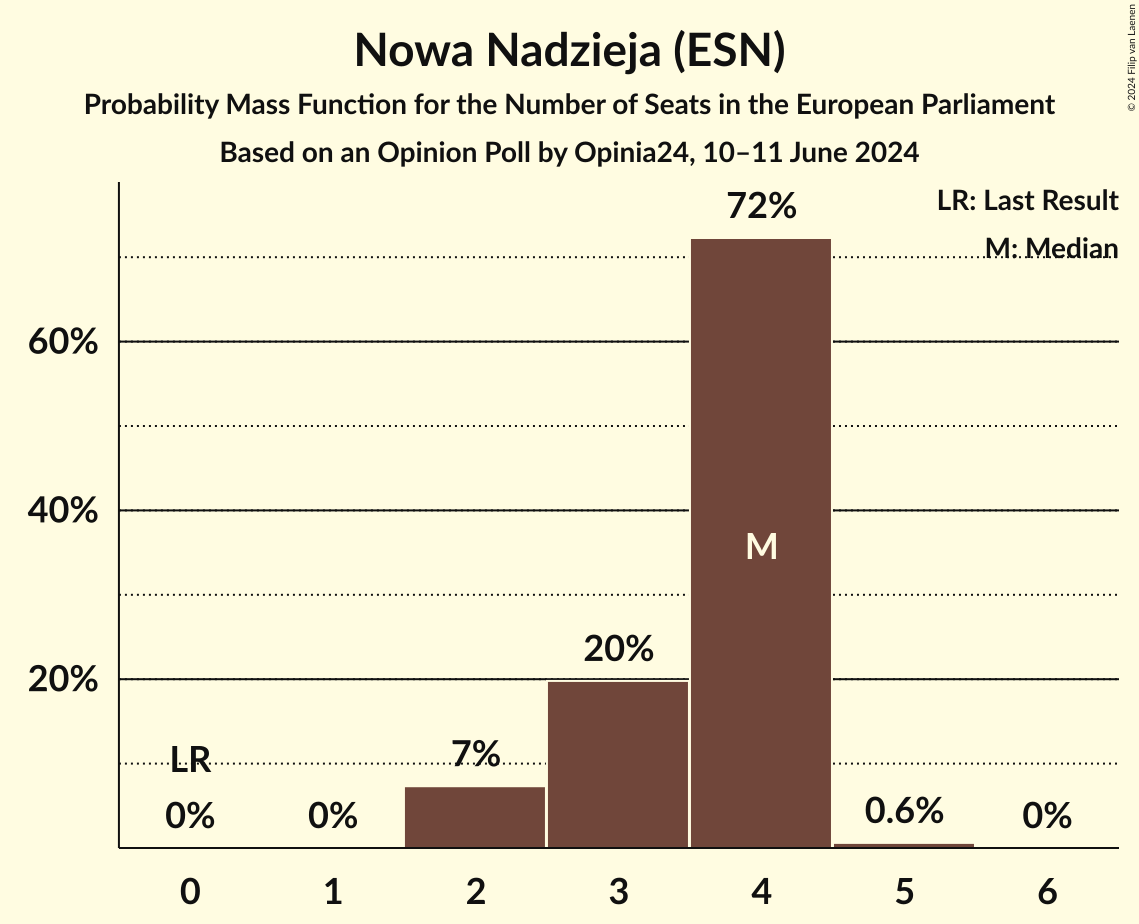 Nowa Nadzieja (ESN)
Probability Mass Function for the Number of Seats in the European Parliament
Based on an Opinion Poll by Opinia24, 10–11 June 2024
© 2024 Filip van Laenen
LR: Last Result
M: Median
72%
60%
40%
M
20%
20%
LR
7%
0%
0%
0.6%
0%
0 1 2 3 4 5 6